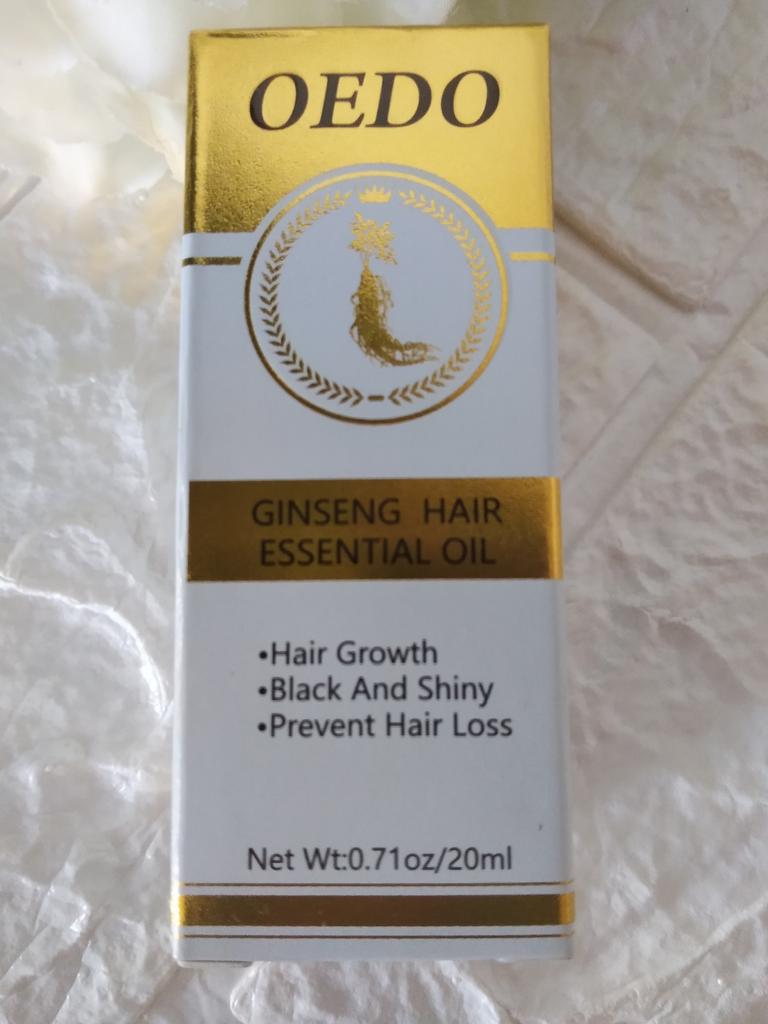 OEDO
GINSENG HAIR
ESSENTIAL OIL
•Hair Growth
•Black And Shiny
•Prevent Hair Loss
Net Wt:0.71oz/20ml